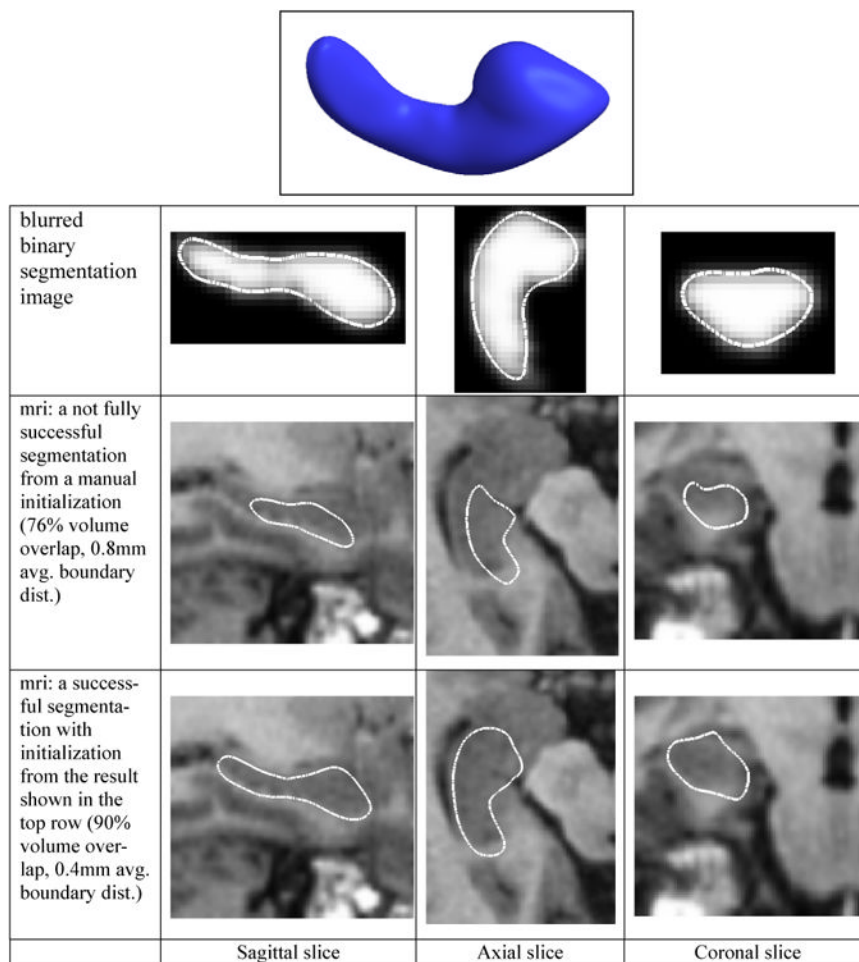 blurred
binary
segmentation
image
mri: a not fully
successful
segmentation
from a manual
initialization
(76% volume
overlap, 0.8mm
avg. boundary
dist.)
mri: a success-
ful segmenta-
tion with
initialization
from the result
shown in the
top row (90%
volume over-
lap, 0.4mm avg.
boundary dist.)
Sagittal slice
Axial slice
Coronal slice